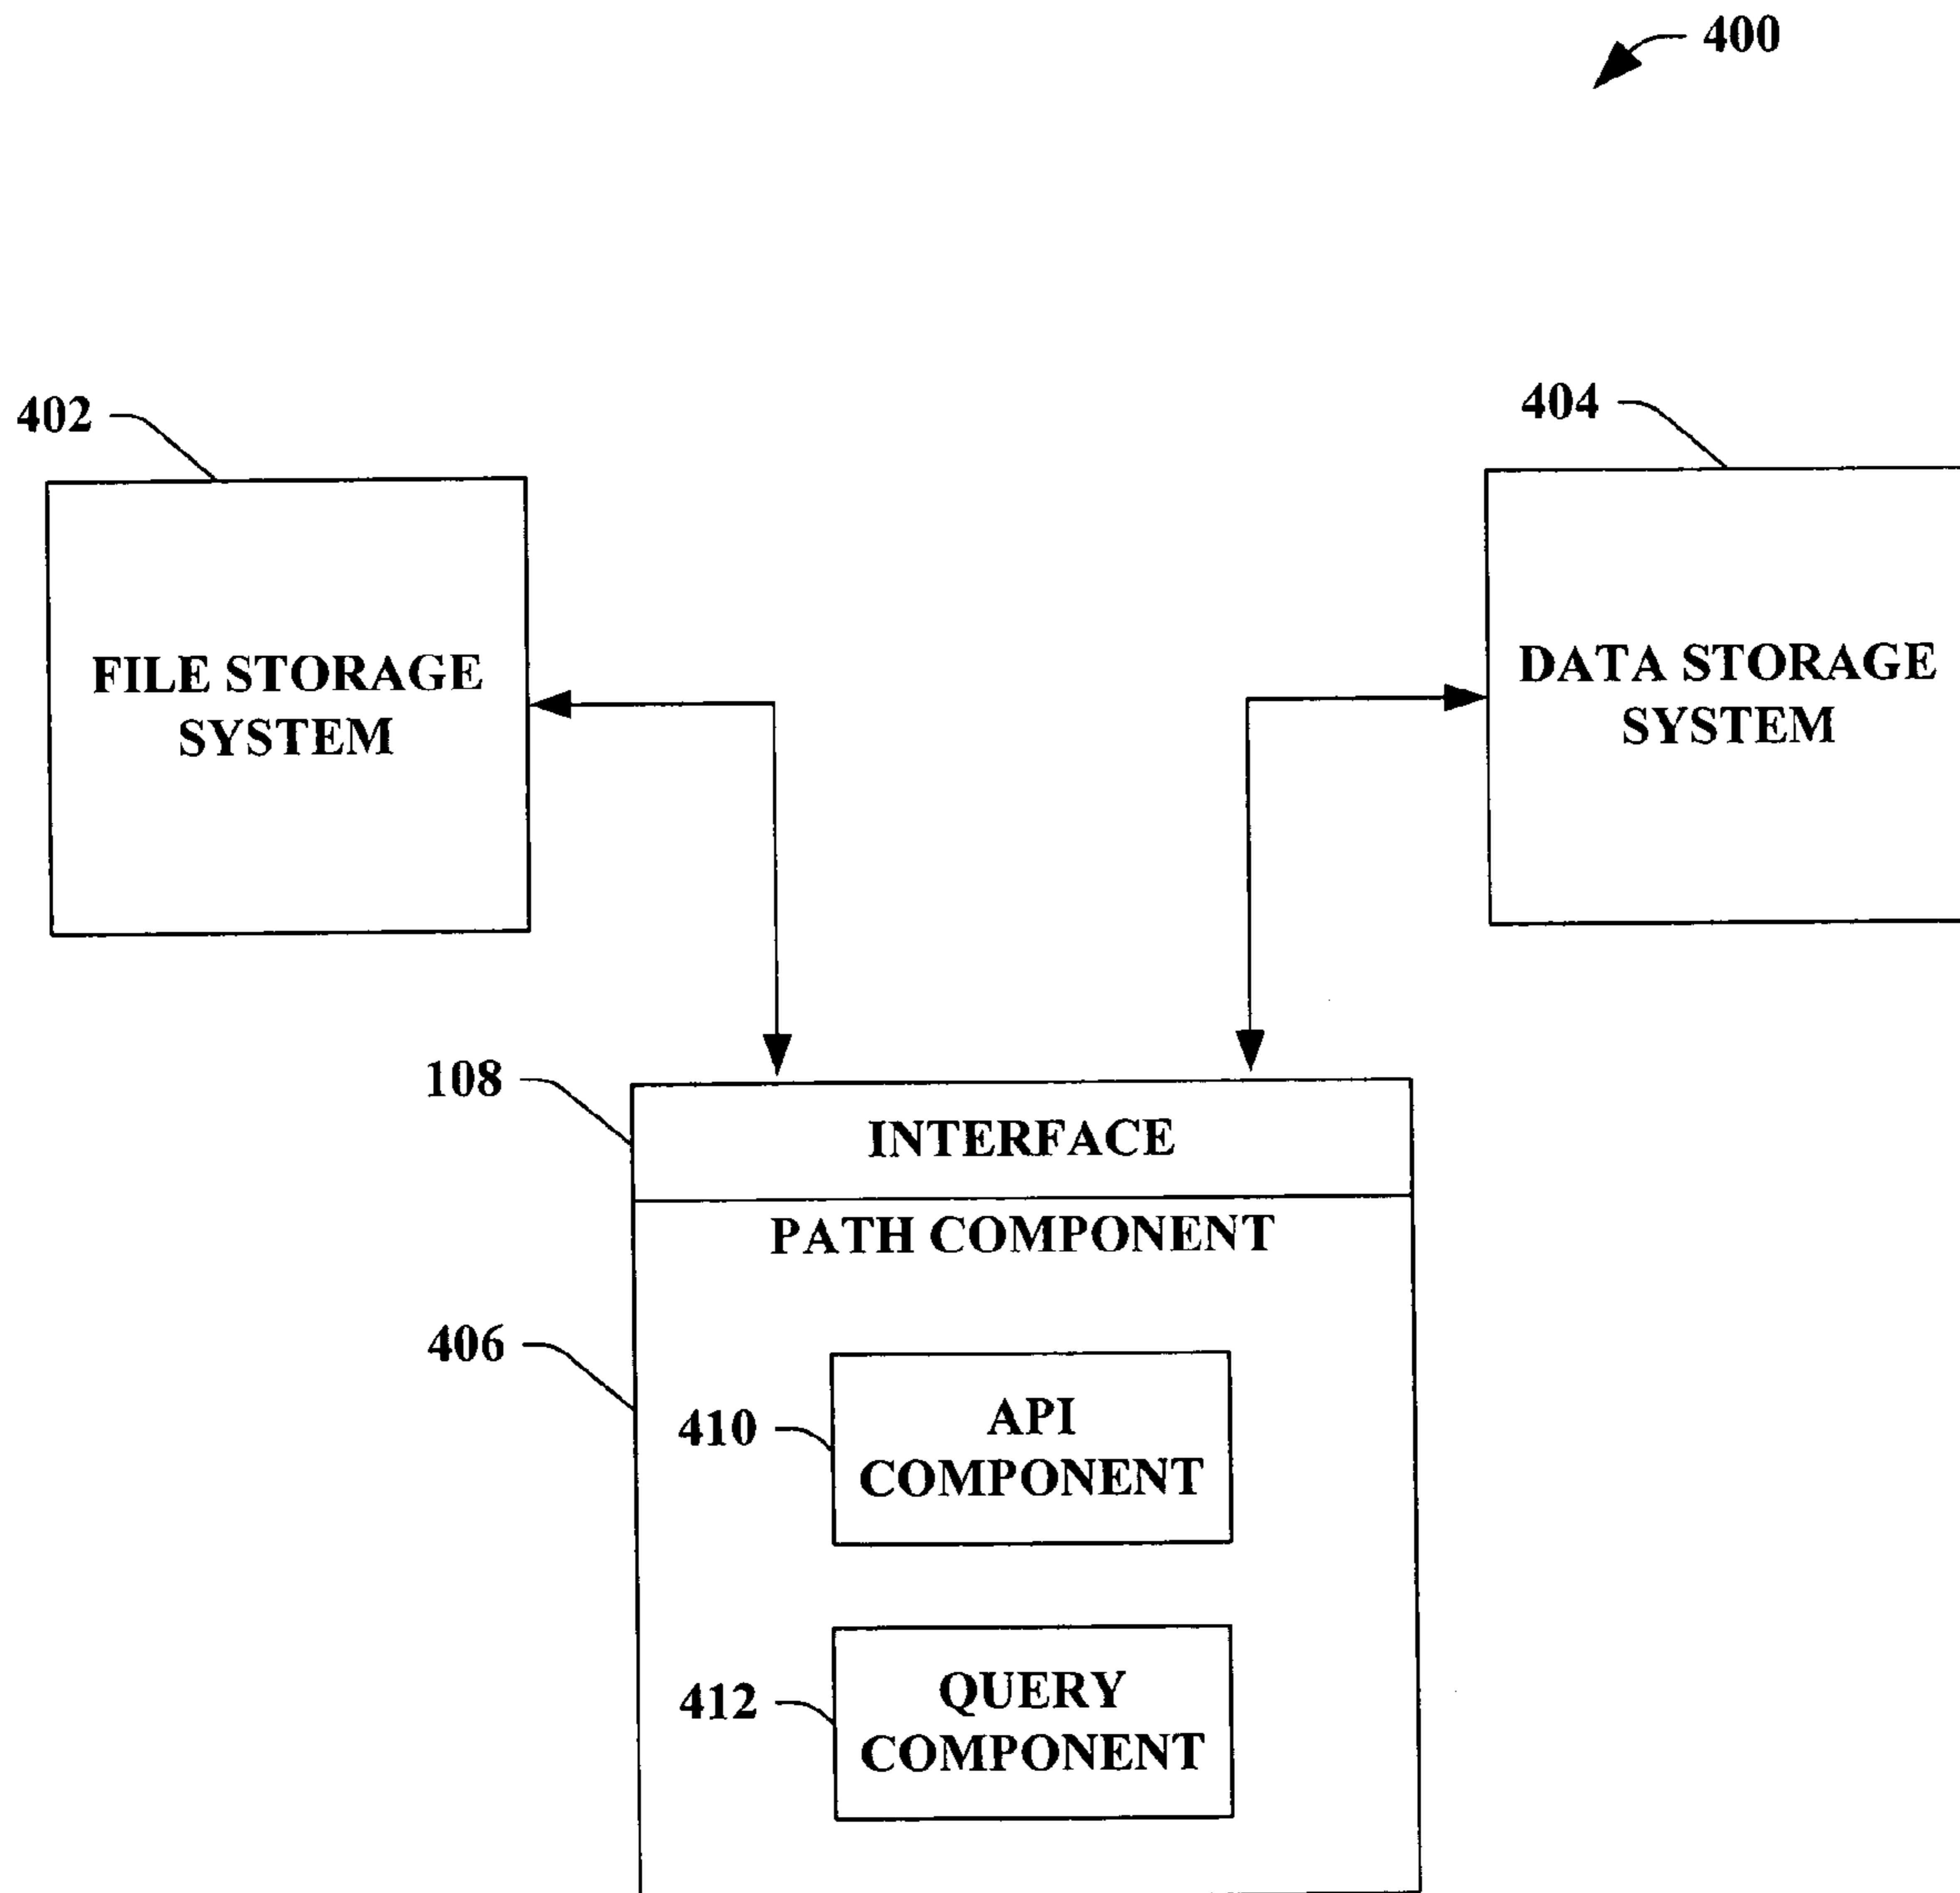 400
402
404
FILE STORAGE
SYSTEM
DATA STORAGE
SYSTEM
108
INTERFACE
PATH COMPONENT
406
410
API
COMPONENT
412
QUERY
COMPONENT